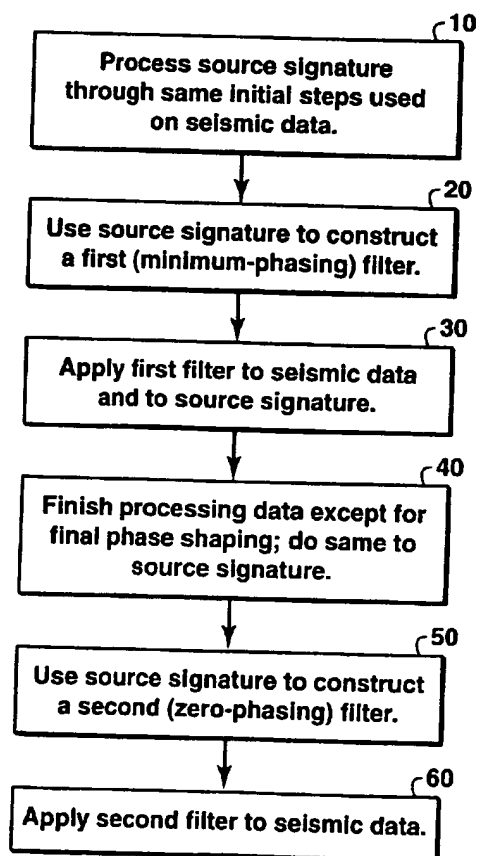 10
Process source signature
through same initial steps used
on seismic data.
20
Use source signature to construct
a first (minimum-phasing) filter.
30
Apply first filter to seismic data
and to source signature.
40
Finish processing data except for
final phase shaping; do same to
source signature.
50
Use source signature to construct
a second (zero-phasing) filter.
60
Apply second filter to seismic data.